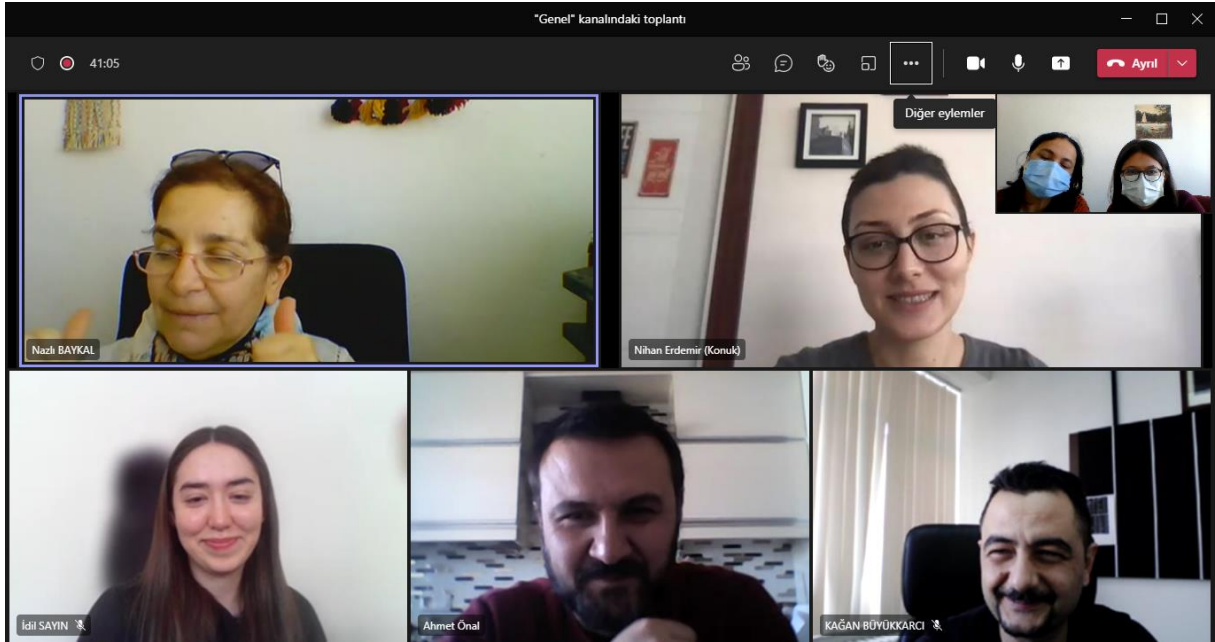 "Genel" kanalındaki toplantı
41:05
Ayrıl
Diğer eylemler
Nazlı BAYKAL
Nihan Erdemir (Konuk)
İdil SAYIN
Ahmet Önal
KAĞAN BÜYÜKKARCI